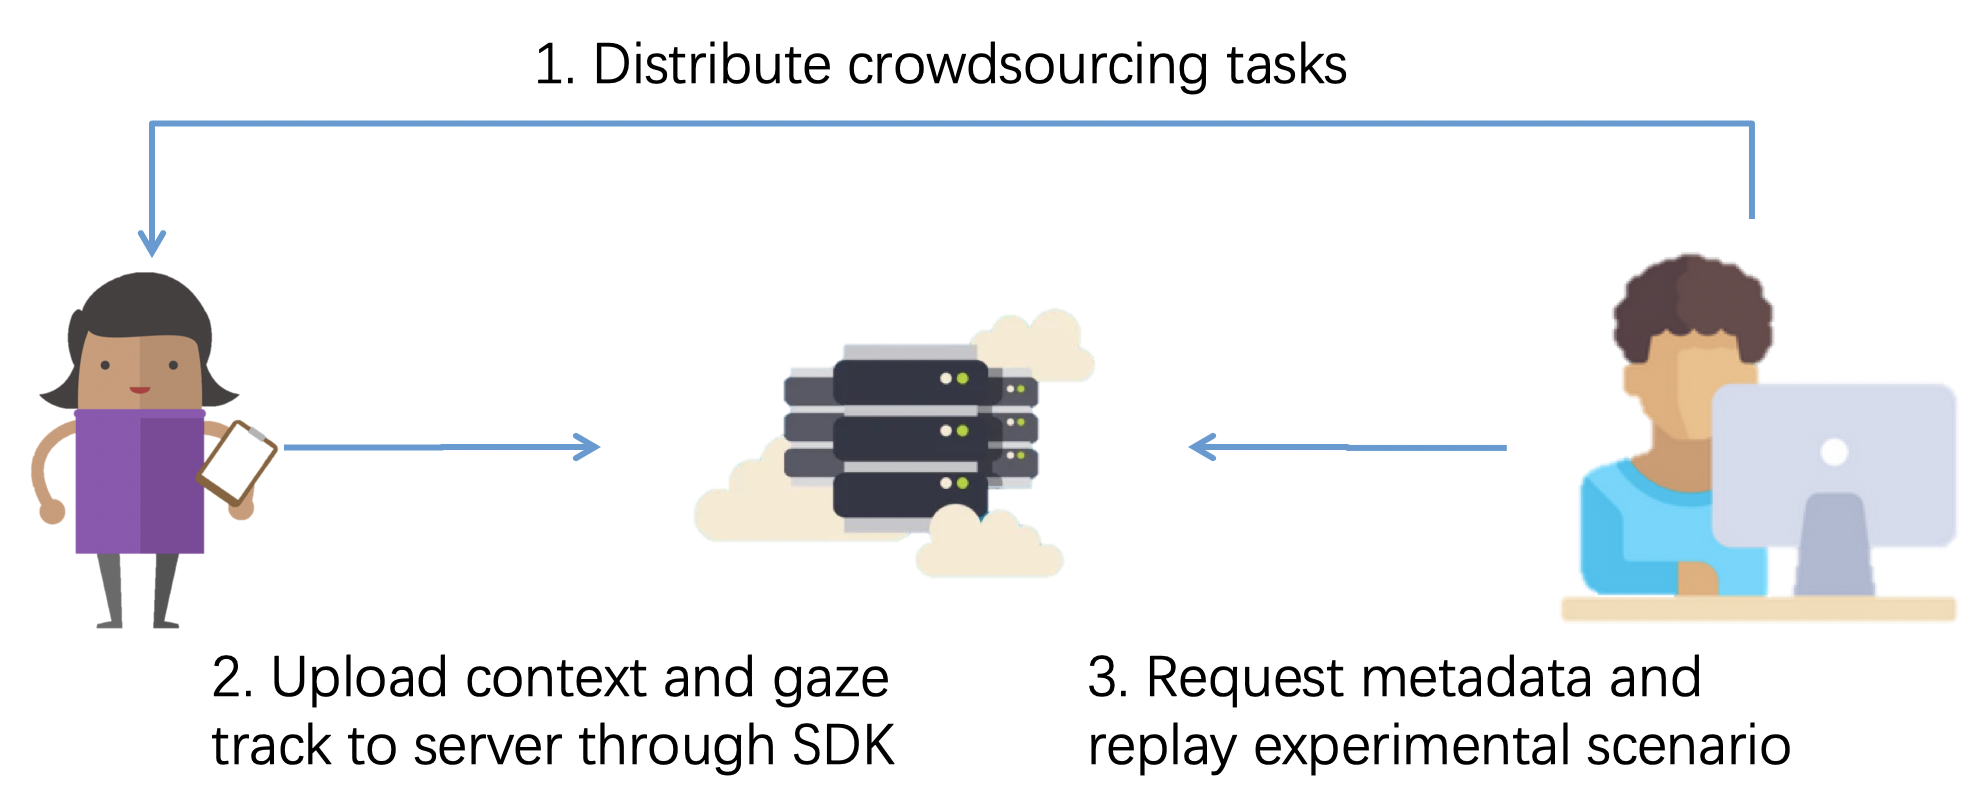 1. Distribute crowdsourcing tasks
2. Upload context and gaze
track to server through SDK
3. Request metadata and
replay experimental scenario